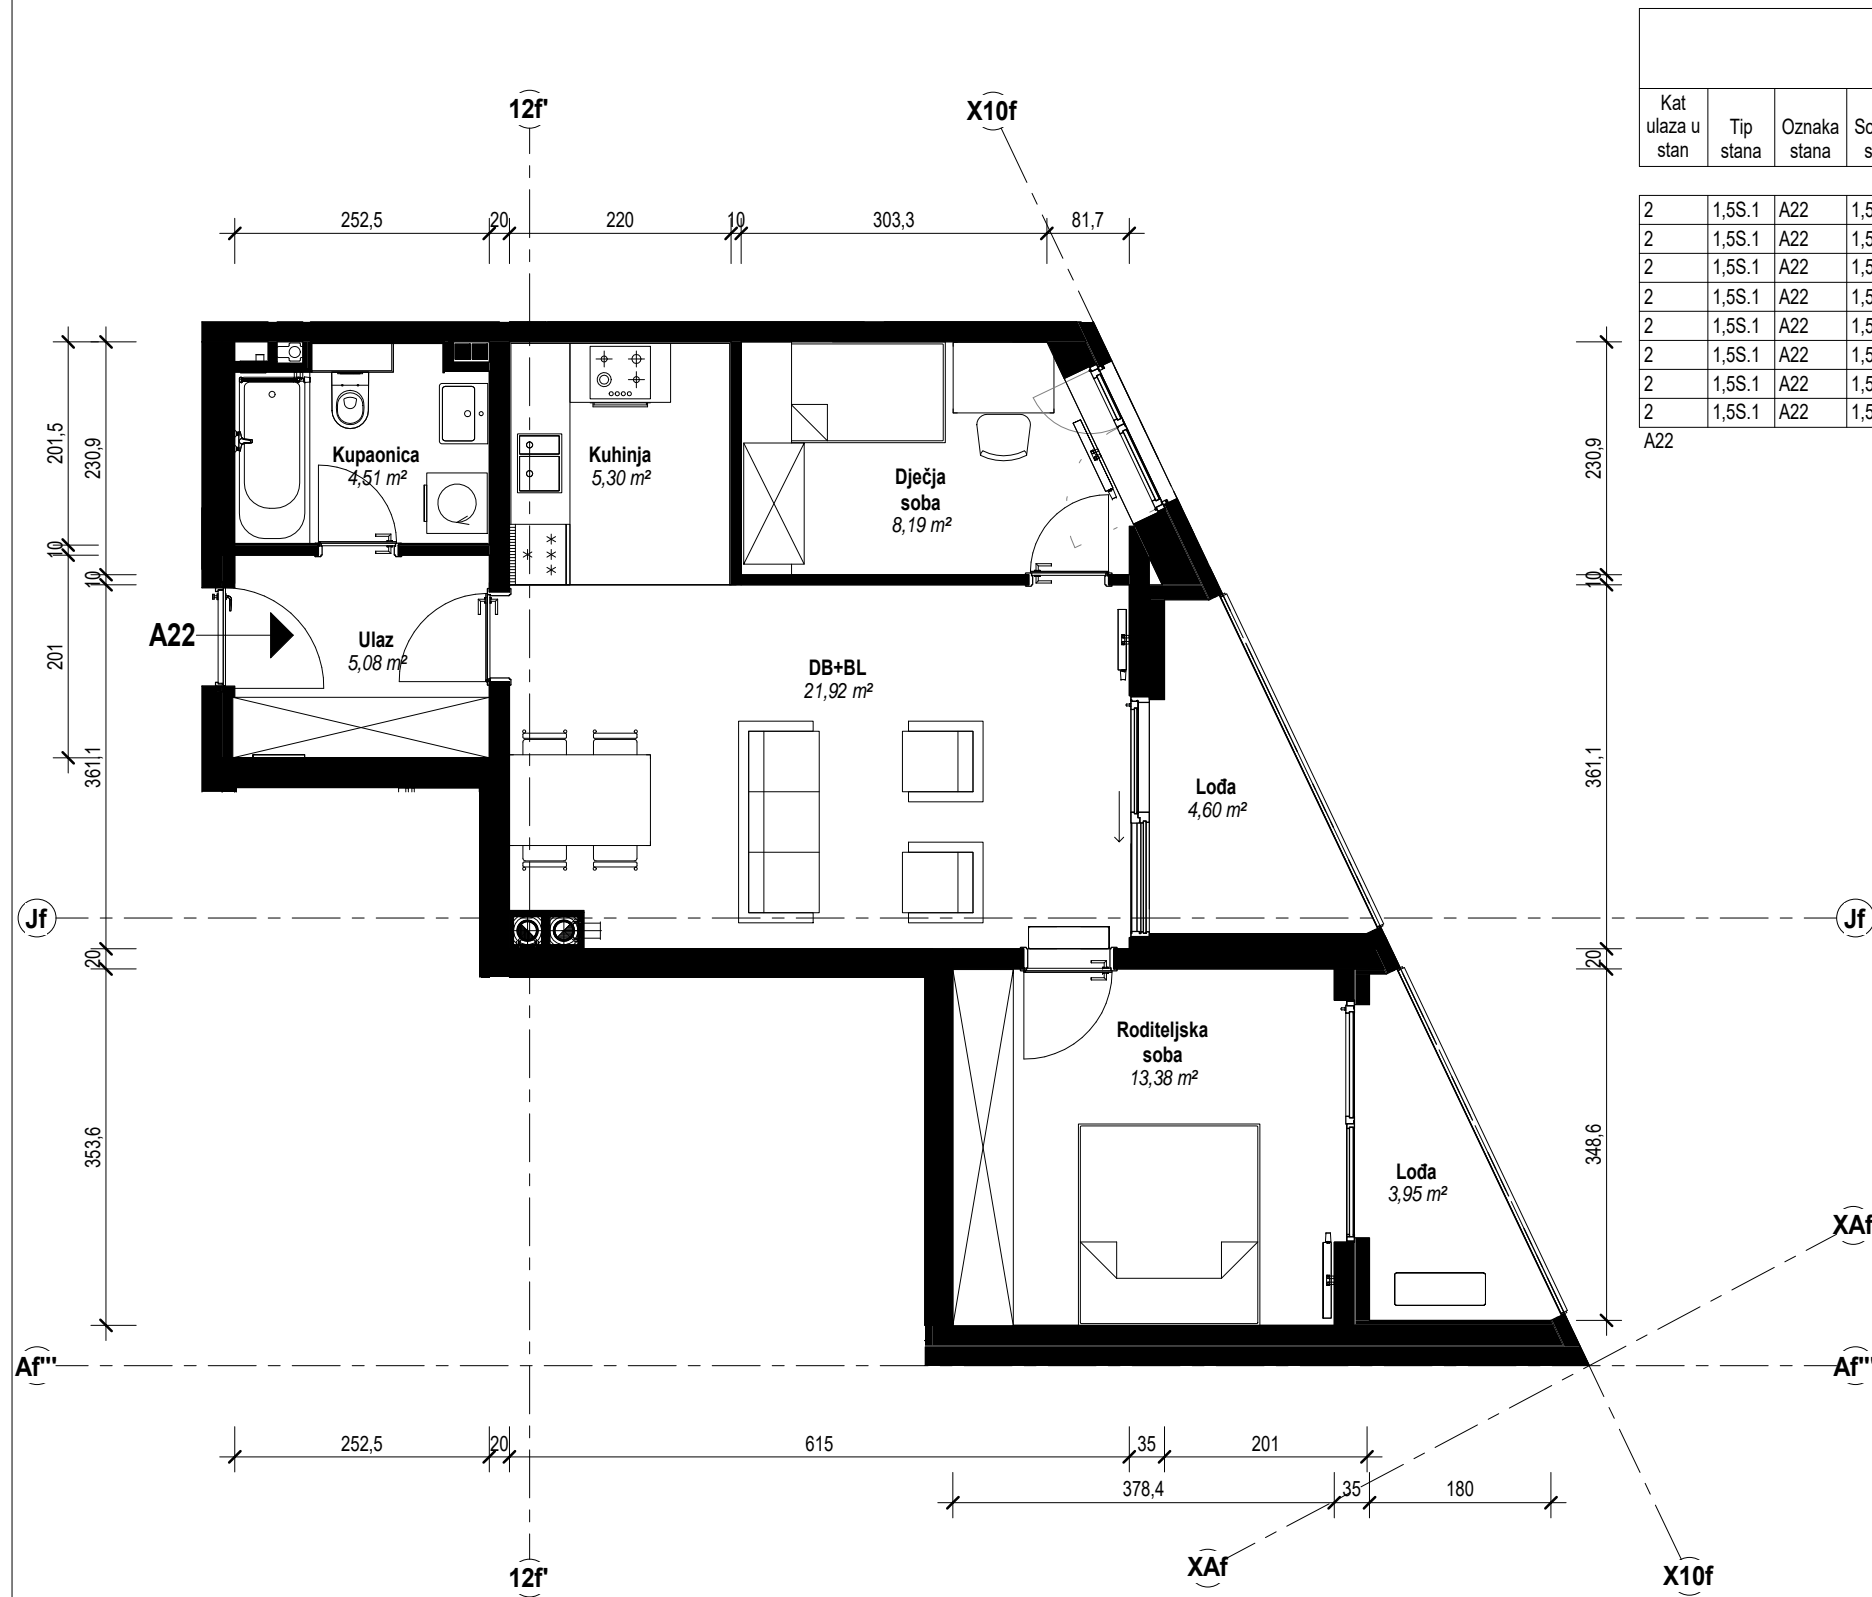 Kat
ulaza u
stan
Tip
stana
Oznaka
stana
2 1,5S.1 A22
2 1,5S.1 A22
2 1,5S.1 A22
2 1,5S.1 A22
2 1,5S.1 A22
2 1,5S.1 A22
2 1,5S.1 A22
2 1,5S.1 A22
A22
12f'
X10f
252,5 20 220 10 303,3 81,7
201,5
230,9
10
10
201
361,1
20
353,6
230,9
10
361,1
20
348,6
Kupaonica
4,51 m²
Kuhinja
5,30 m²
Dječja
soba
8,19 m²
A22
Ulaz
5,08 m²
DB+BL
21,92 m²
Lođa
4,60 m²
Jf
Jf
Roditeljska
soba
13,38 m²
Lođa
3,95 m²
XAf
Af'''
Af'''
252,5 20 615 35 201
378,4 35 180
XAf
12f'
X10f